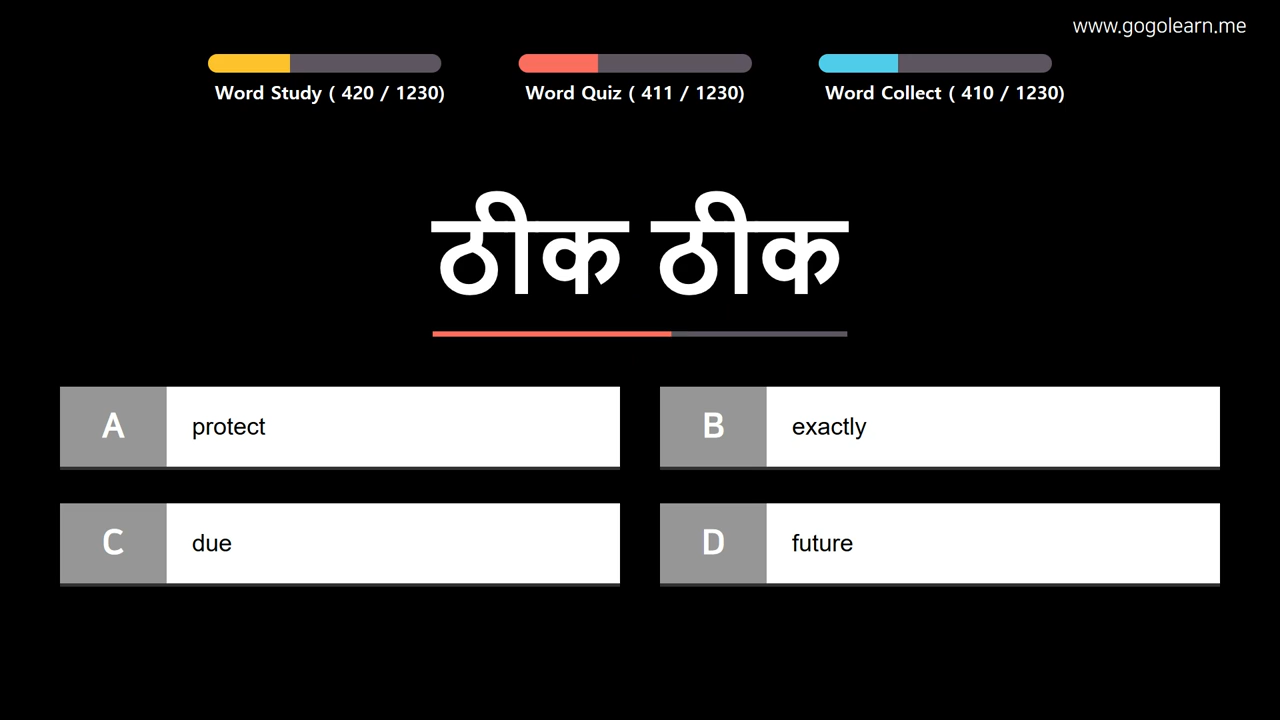 www.gogolearn.me
Word Study ( 420 / 1230)
Word Quiz ( 411 / 1230)
Word Collect ( 410 / 1230)
ठीक ठीक
A protect
B exactly
C due
D future